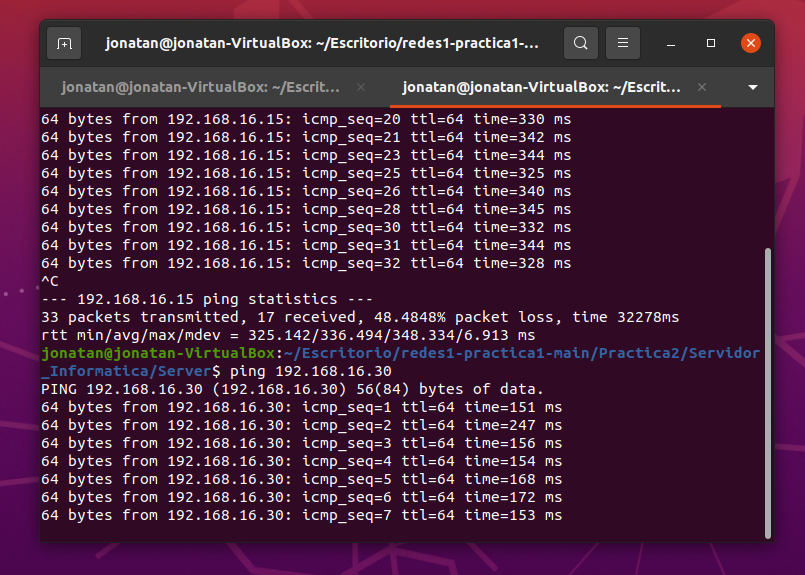 jonatan@jonatan-VirtualBox: ~/Escritorio/redes1-practica1-...
jonatan@jonatan-VirtualBox: ~/Escrit... × jonatan@jonatan-VirtualBox: ~/Escrit... ×
64 bytes from 192.168.16.15: icmp_seq=20 ttl=64 time=330 ms
64 bytes from 192.168.16.15: icmp_seq=21 ttl=64 time=342 ms
64 bytes from 192.168.16.15: icmp_seq=23 ttl=64 time=344 ms
64 bytes from 192.168.16.15: icmp_seq=25 ttl=64 time=325 ms
64 bytes from 192.168.16.15: icmp_seq=26 ttl=64 time=340 ms
64 bytes from 192.168.16.15: icmp_seq=28 ttl=64 time=345 ms
64 bytes from 192.168.16.15: icmp_seq=30 ttl=64 time=332 ms
64 bytes from 192.168.16.15: icmp_seq=31 ttl=64 time=344 ms
64 bytes from 192.168.16.15: icmp_seq=32 ttl=64 time=328 ms
^C
--- 192.168.16.15 ping statistics ---
33 packets transmitted, 17 received, 48.4848% packet loss, time 32278ms
rtt min/avg/max/mdev = 325.142/336.494/348.334/6.913 ms
jonatan@jonatan-VirtualBox:~/Escritorio/redes1-practica1-main/Practica2/Servidor
_Informatica/Server$ ping 192.168.16.30
PING 192.168.16.30 (192.168.16.30) 56(84) bytes of data.
64 bytes from 192.168.16.30: icmp_seq=1 ttl=64 time=151 ms
64 bytes from 192.168.16.30: icmp_seq=2 ttl=64 time=247 ms
64 bytes from 192.168.16.30: icmp_seq=3 ttl=64 time=156 ms
64 bytes from 192.168.16.30: icmp_seq=4 ttl=64 time=154 ms
64 bytes from 192.168.16.30: icmp_seq=5 ttl=64 time=168 ms
64 bytes from 192.168.16.30: icmp_seq=6 ttl=64 time=172 ms
64 bytes from 192.168.16.30: icmp_seq=7 ttl=64 time=153 ms